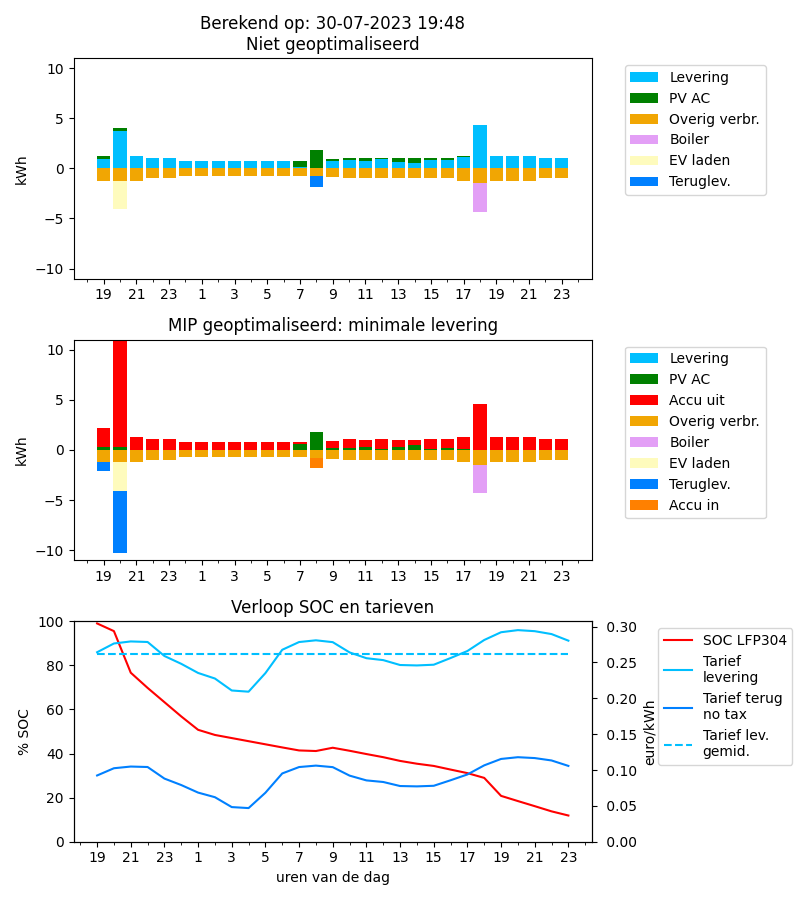 Berekend op: 30-07-2023 19:48
Niet geoptimaliseerd
10
5
0
−5
−10
kWh
19 21 23 1 3 5 7 9 11 13 15 17 19 21 23
Levering
PV AC
Overig verbr.
Boiler
EV laden
Teruglev.
MIP geoptimaliseerd: minimale levering
10
5
0
−5
−10
kWh
19 21 23 1 3 5 7 9 11 13 15 17 19 21 23
Levering
PV AC
Accu uit
Overig verbr.
Boiler
EV laden
Teruglev.
Accu in
Verloop SOC en tarieven
100
80
60
40
20
0
% SOC
19 21 23 1 3 5 7 9 11 13 15 17 19 21 23
uren van de dag
0.30
0.25
0.20
0.15
0.10
0.05
0.00
euro/kWh
SOC LFP304
Tarief
levering
Tarief terug
no tax
Tarief lev.
gemid.